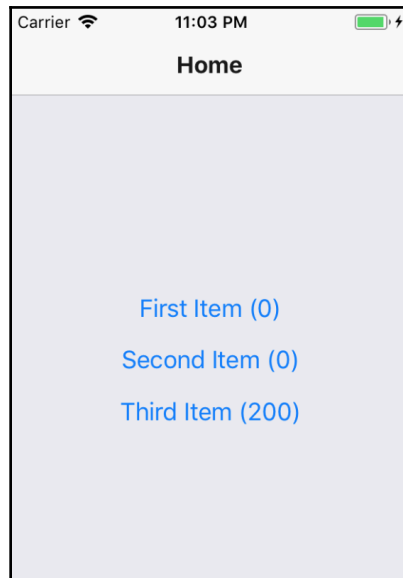 Carrier 11:03 PM
Home
First Item (0)
Second Item (0)
Third Item (200)